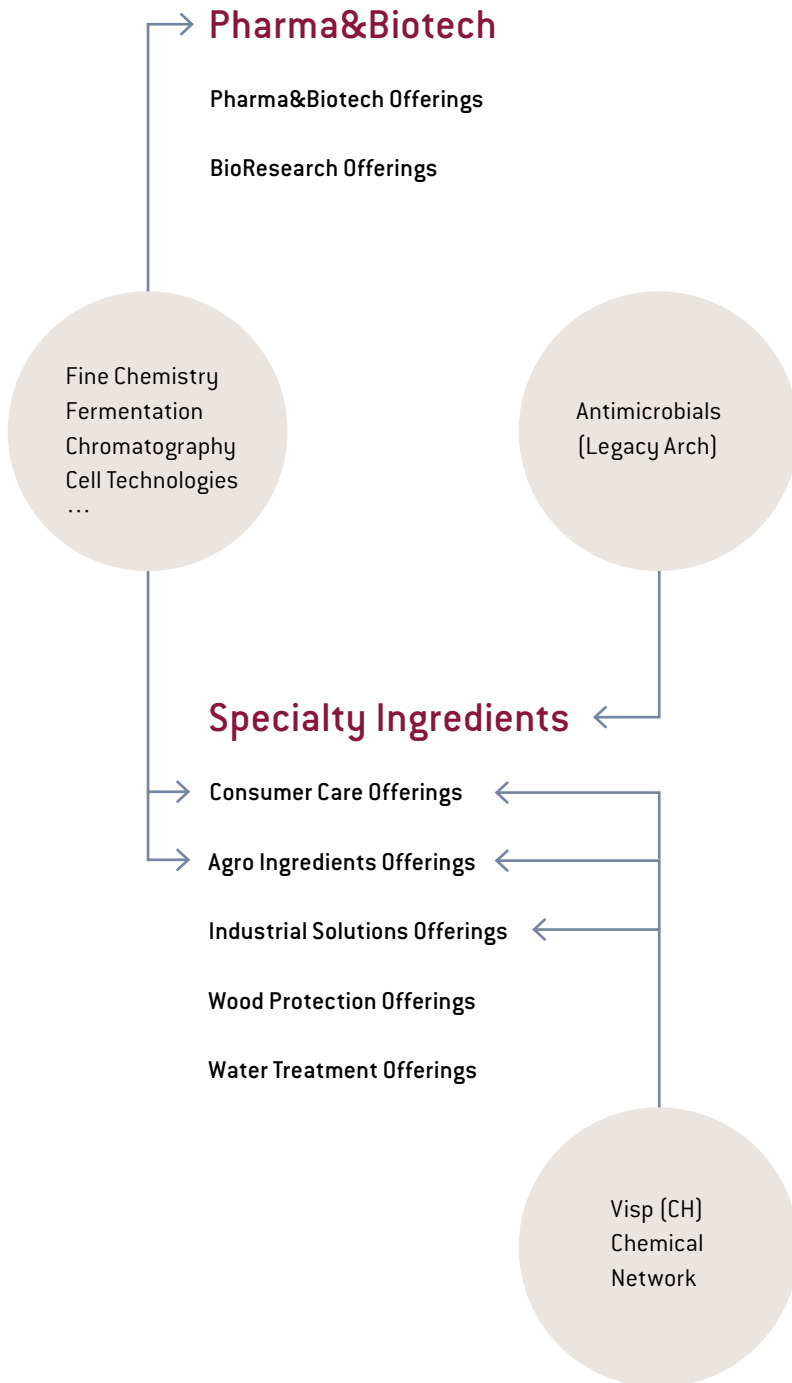 Pharma&Biotech
Pharma&Biotech Offerings
BioResearch Offerings
Fine Chemistry
Fermentation
Chromatography
Cell Technologies
...
Antimicrobials
(Legacy Arch)
Specialty Ingredients
Consumer Care Offerings
Agro Ingredients Offerings
Industrial Solutions Offerings
Wood Protection Offerings
Water Treatment Offerings
Visp (CH)
Chemical
Network